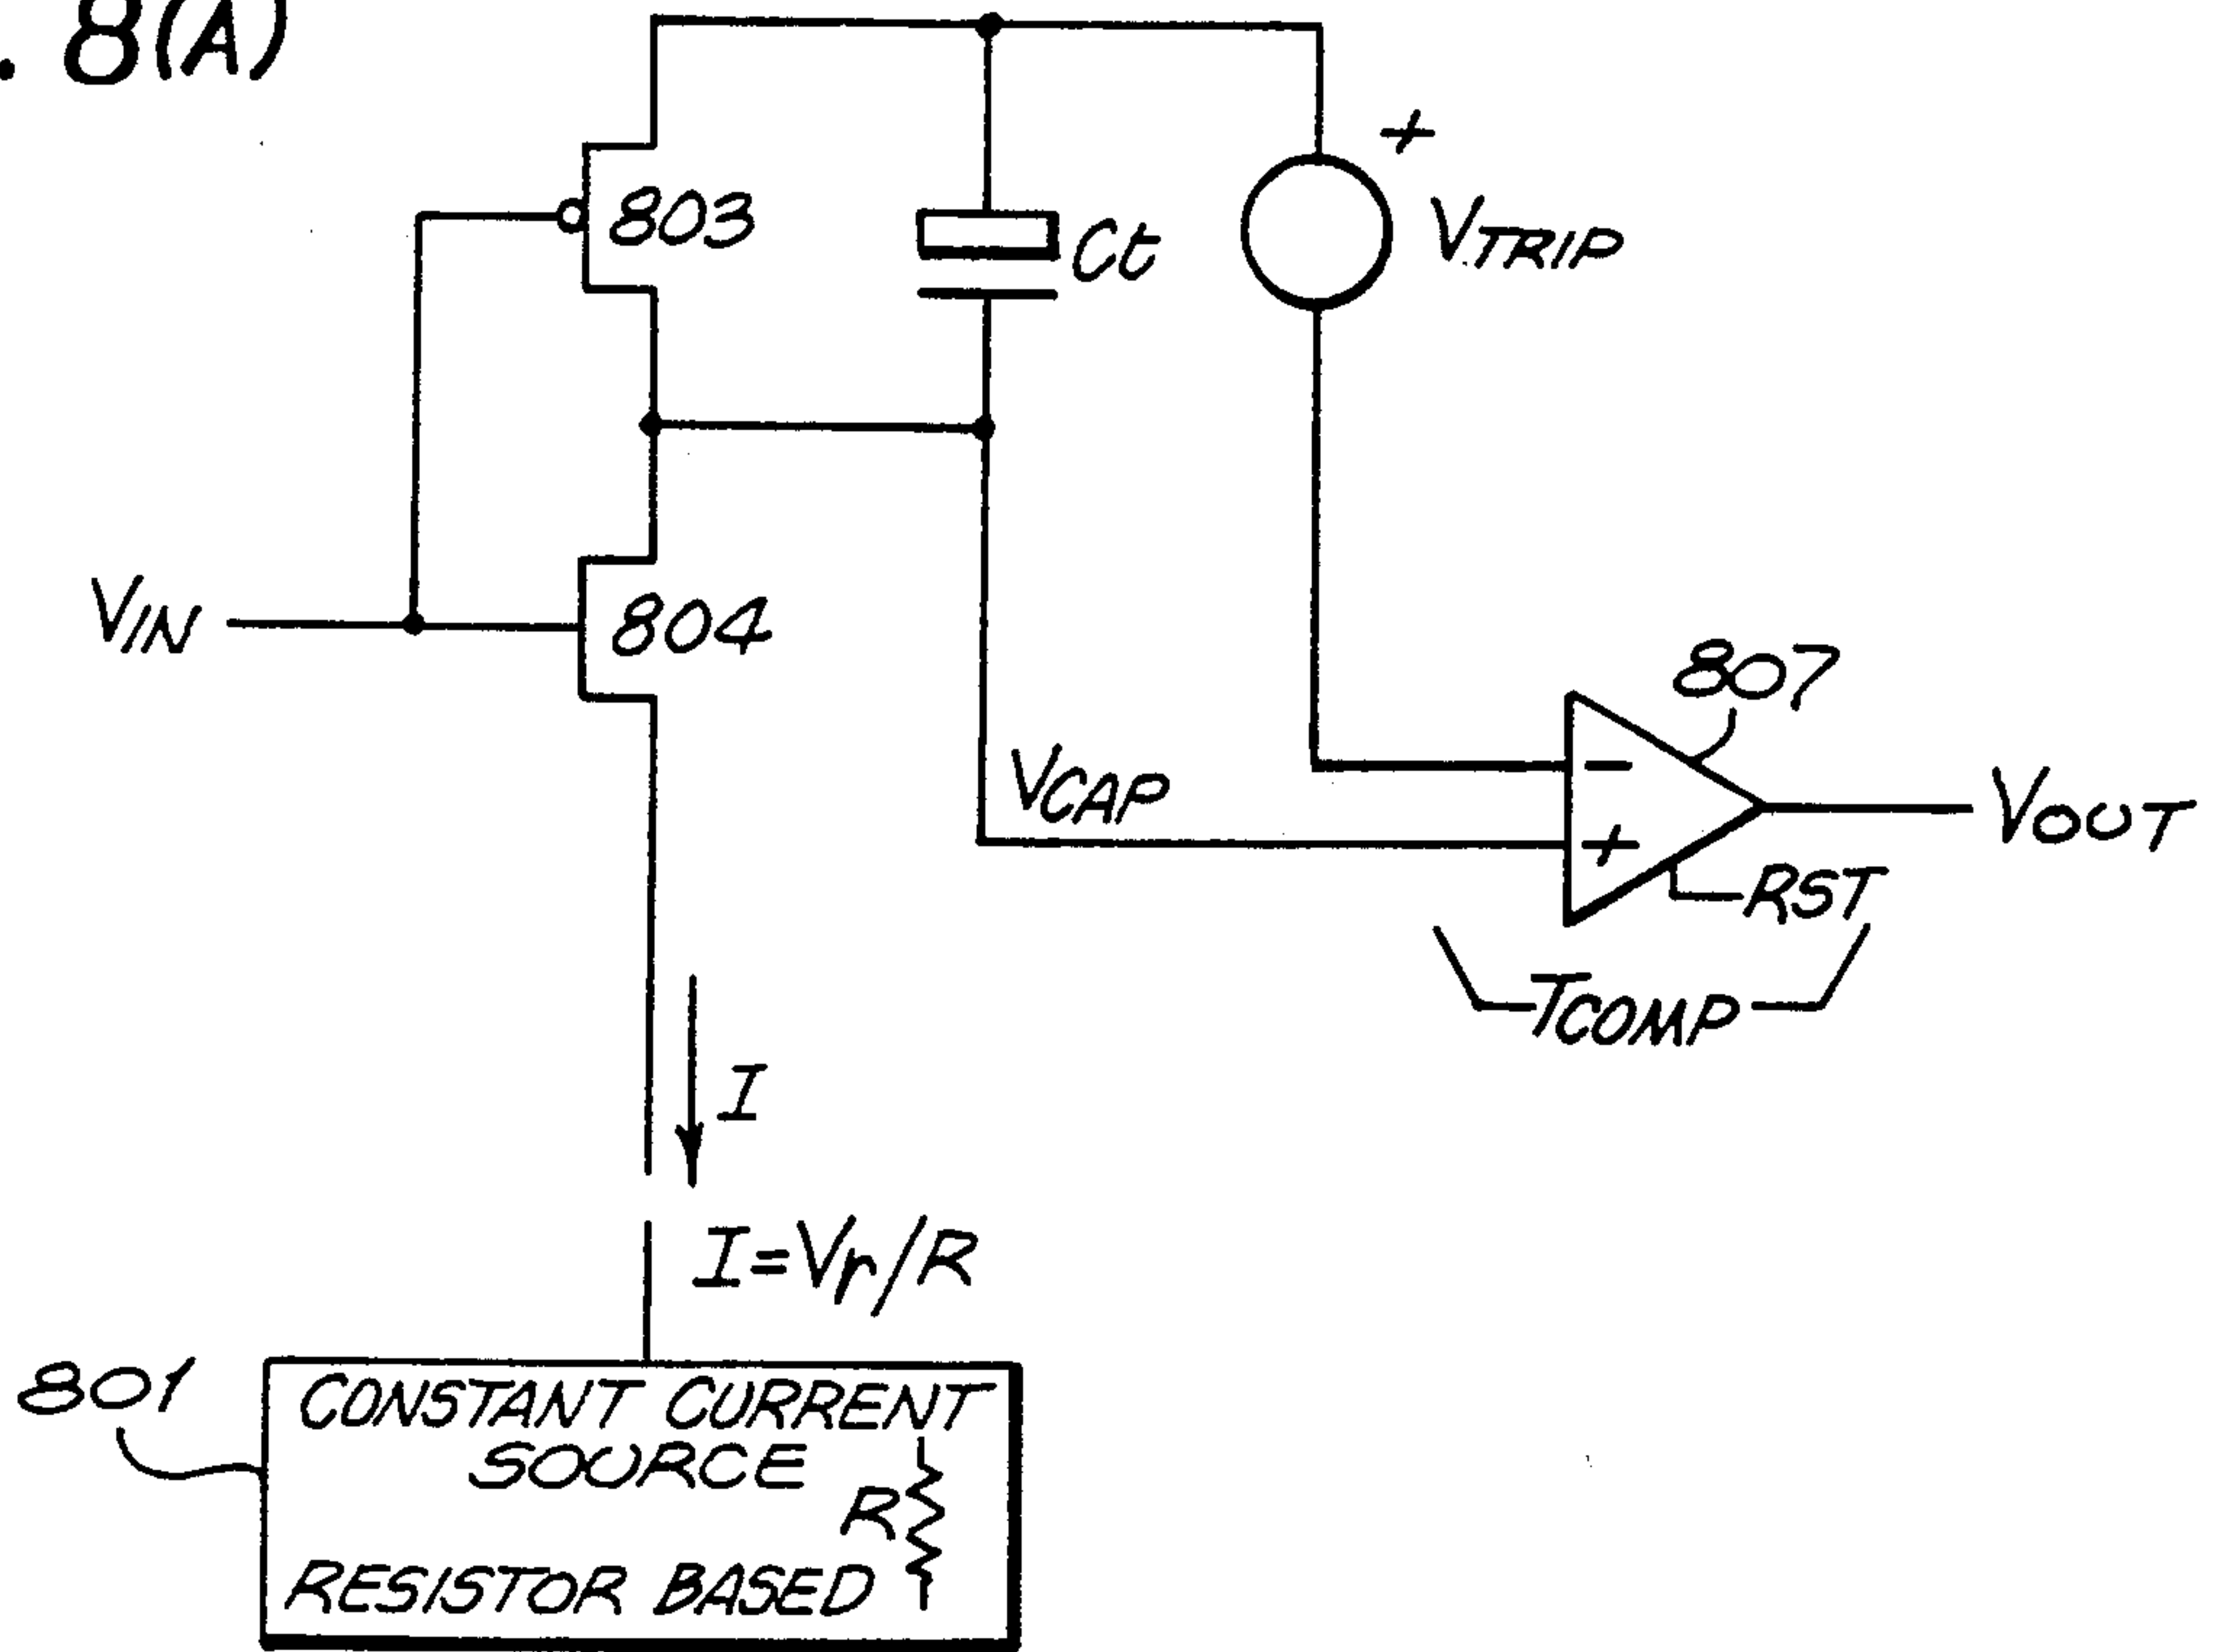 . 8(A)
+
803
Ct
VTRIP
VIN
804
807
-
VCAP
+
VOUT
RST
TCOMP
I
I=Vr/R
801
CONSTANT CURRENT
SOURCE
R
RESISTOR BASED